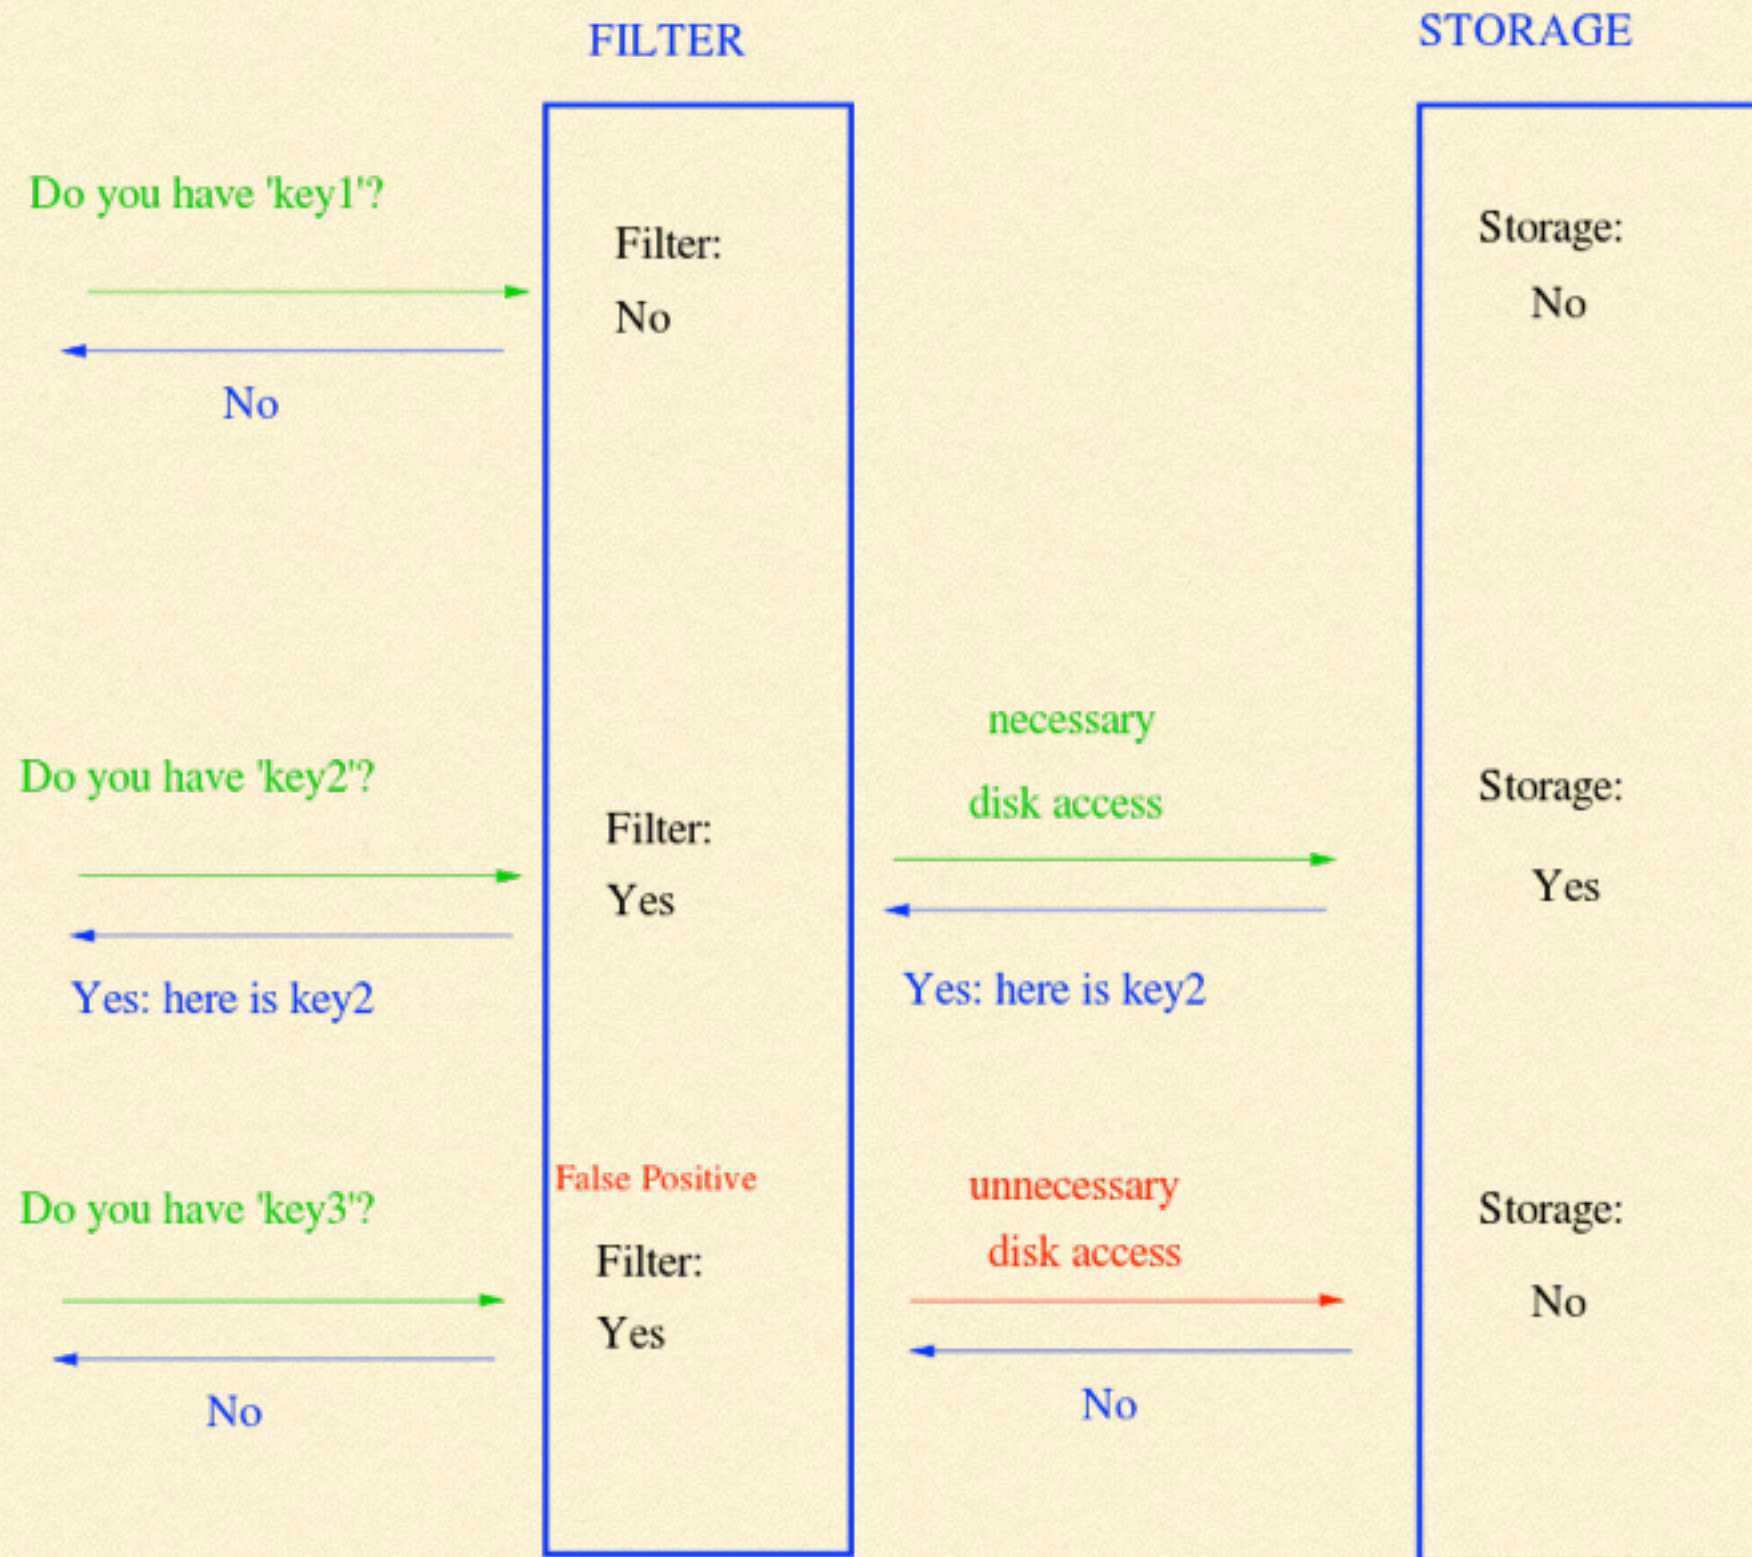 FILTER
STORAGE
Do you have 'key1'?
Filter:
No
Storage:
No
No
necessary
disk access
Do you have 'key2'?
Filter:
Yes
Storage:
Yes
Yes: here is key2
Yes: here is key2
False Positive
unnecessary
disk access
Do you have 'key3'?
Filter:
Yes
Storage:
No
No
No